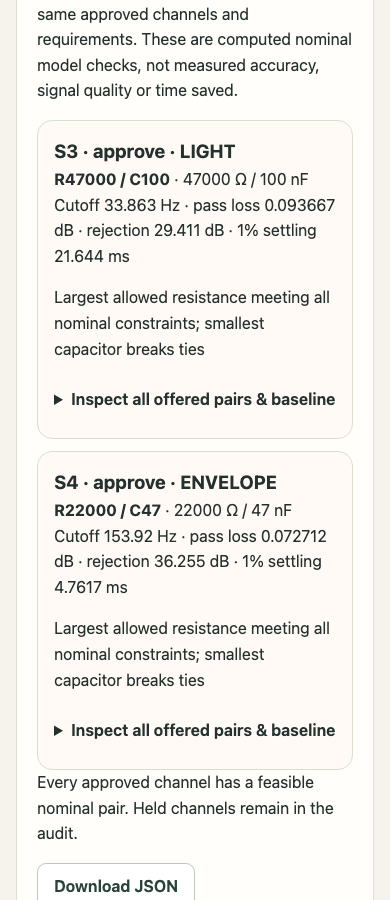 same approved channels and
requirements. These are computed nominal
model checks, not measured accuracy,
signal quality or time saved.
S3 · approve · LIGHT
R47000 / C100 · 47000 Ω / 100 nF
Cutoff 33.863 Hz · pass loss 0.093667
dB · rejection 29.411 dB · 1% settling
21.644 ms
Largest allowed resistance meeting all
nominal constraints; smallest
capacitor breaks ties
▶ Inspect all offered pairs & baseline
S4 · approve · ENVELOPE
R22000 / C47 · 22000 Ω / 47 nF
Cutoff 153.92 Hz · pass loss 0.072712
dB · rejection 36.255 dB · 1% settling
4.7617 ms
Largest allowed resistance meeting all
nominal constraints; smallest
capacitor breaks ties
▶ Inspect all offered pairs & baseline
Every approved channel has a feasible
nominal pair. Held channels remain in the
audit.
Download JSON